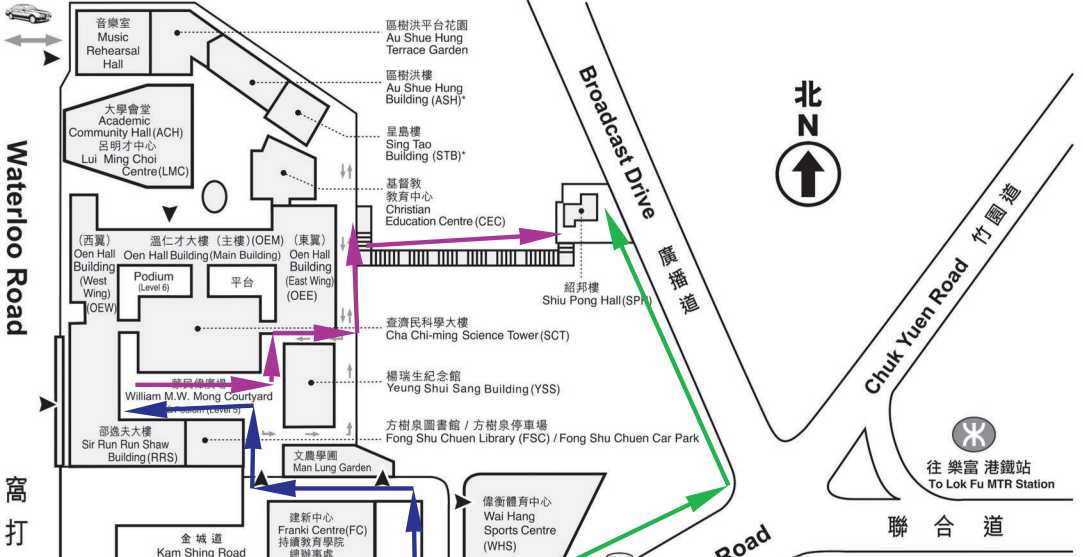 音樂室
Music
Rehearsal
Hall
區樹洪平台花園
Au Shue Hung
Terrace Garden
區樹洪樓
Au Shue Hung
Building (ASH)*
大學會堂
Academic
Community Hall (ACH)
呂明才中心
Lui Ming Choi
Centre (LMC)
星島樓
Sing Tao
Building (STB)*
基督教
教育中心
Christian
Education Centre (CEC)
Broadcast Drive
廣播道
北
N
Waterloo Road
窩打
(西翼)
Oen Hall
Building
(West
Wing)
(OEW)
溫仁才大樓 (主樓) (OEM)
Oen Hall Building (Main Building)
(東翼)
Oen Hall
Building
(East Wing)
(OEE)
Podium
(Level 6)
平台
紹邦樓
Shiu Pong Hall (SPH)
竹園道
Chuk Yuen Road
查濟民科學大樓
Cha Chi-ming Science Tower (SCT)
William M.W. Mong Courtyard
Podium (Level 5)
楊瑞生紀念館
Yeung Shui Sang Building (YSS)
邵逸夫大樓
Sir Run Run Shaw
Building (RRS)
方樹泉圖書館 / 方樹泉停車場
Fong Shu Chuen Library (FSC) / Fong Shu Chuen Car Park
文農學圃
Man Lung Garden
往 樂富 港鐵站
To Lok Fu MTR Station
偉衡體育中心
Wai Hang
Sports Centre
(WHS)
聯合道
Road
建新中心
Franki Centre (FC)
持續教育學院
總辦事處
金城道
Kam Shing Road